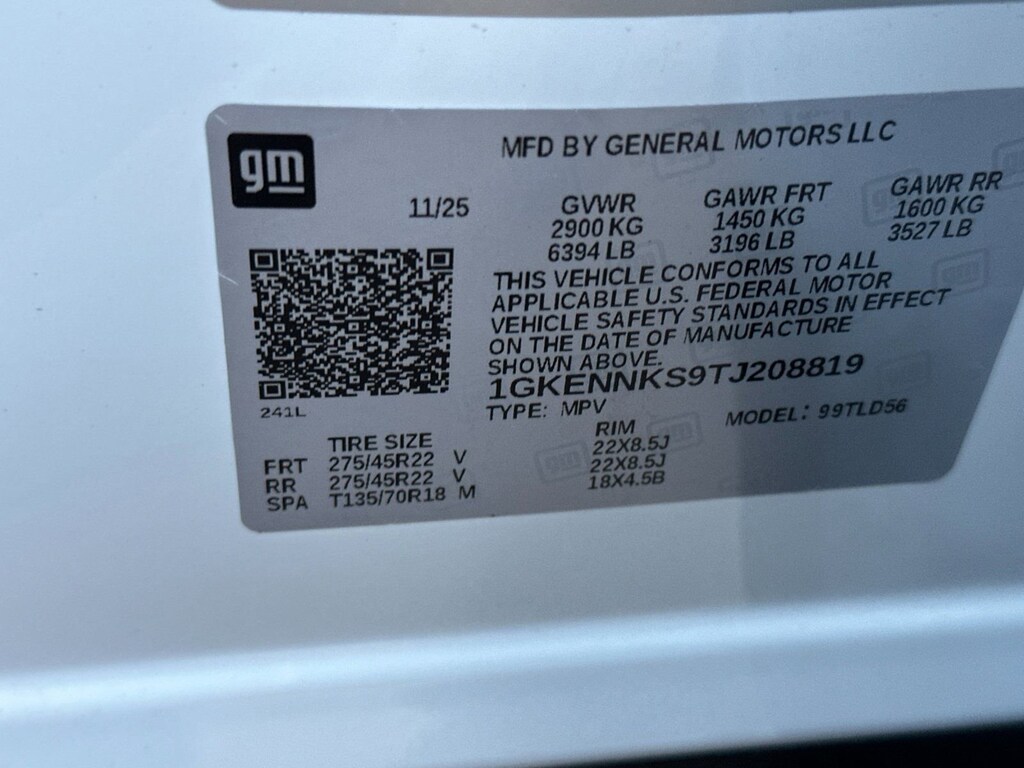 gm
MFD BY GENERAL MOTORS LLC
11/25
GVWR
2900 KG
6394 LB
GAWR FRT
1450 KG
3196 LB
GAWR RR
1600 KG
3527 LB
THIS VEHICLE CONFORMS TO ALL
APPLICABLE U.S. FEDERAL MOTOR
VEHICLE SAFETY STANDARDS IN EFFECT
ON THE DATE OF MANUFACTURE
SHOWN ABOVE.
1GKENNKS9TJ208819
TYPE: MPV
MODEL: 99TLD56
241L
TIRE SIZE
RIM
FRT 275/45R22 V 22X8.5J
RR 275/45R22 V 22X8.5J
SPA T135/70R18 M 18X4.5B